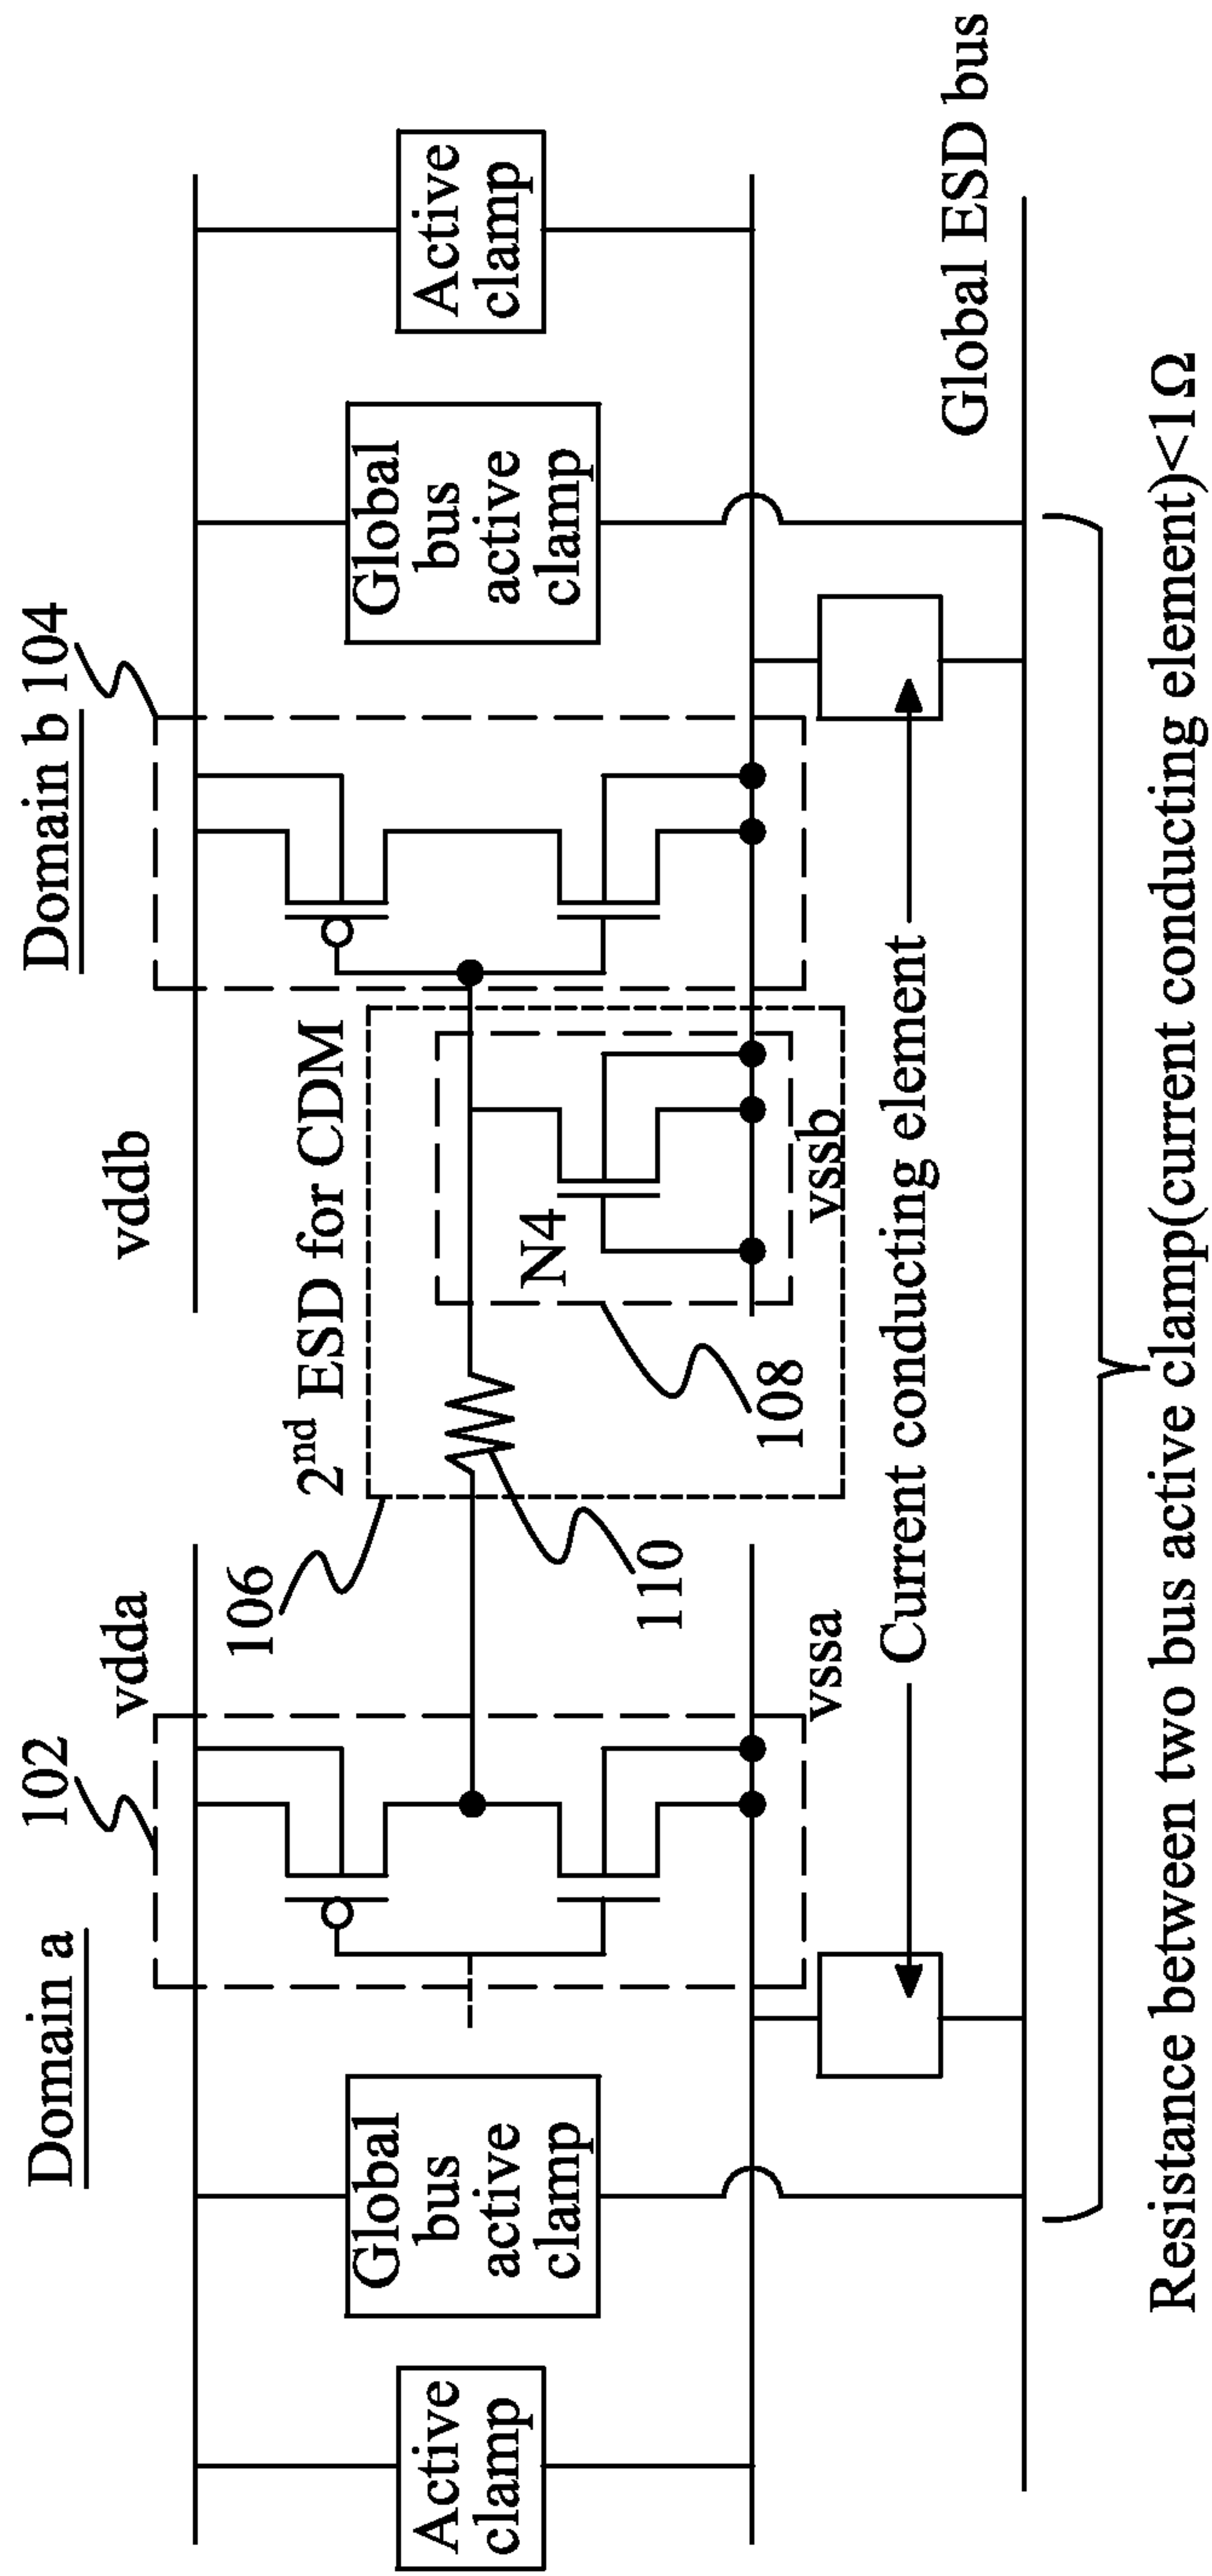 Domain a
102
vdda
vddb
Domain b 104
106
2nd ESD for CDM
Active
clamp
Global
bus
active
clamp
110
N4
108
Global
bus
active
clamp
Active
clamp
vssa
vssb
Current conducting element
Global ESD bus
Resistance between two bus active clamp(current conducting element)<1Ω